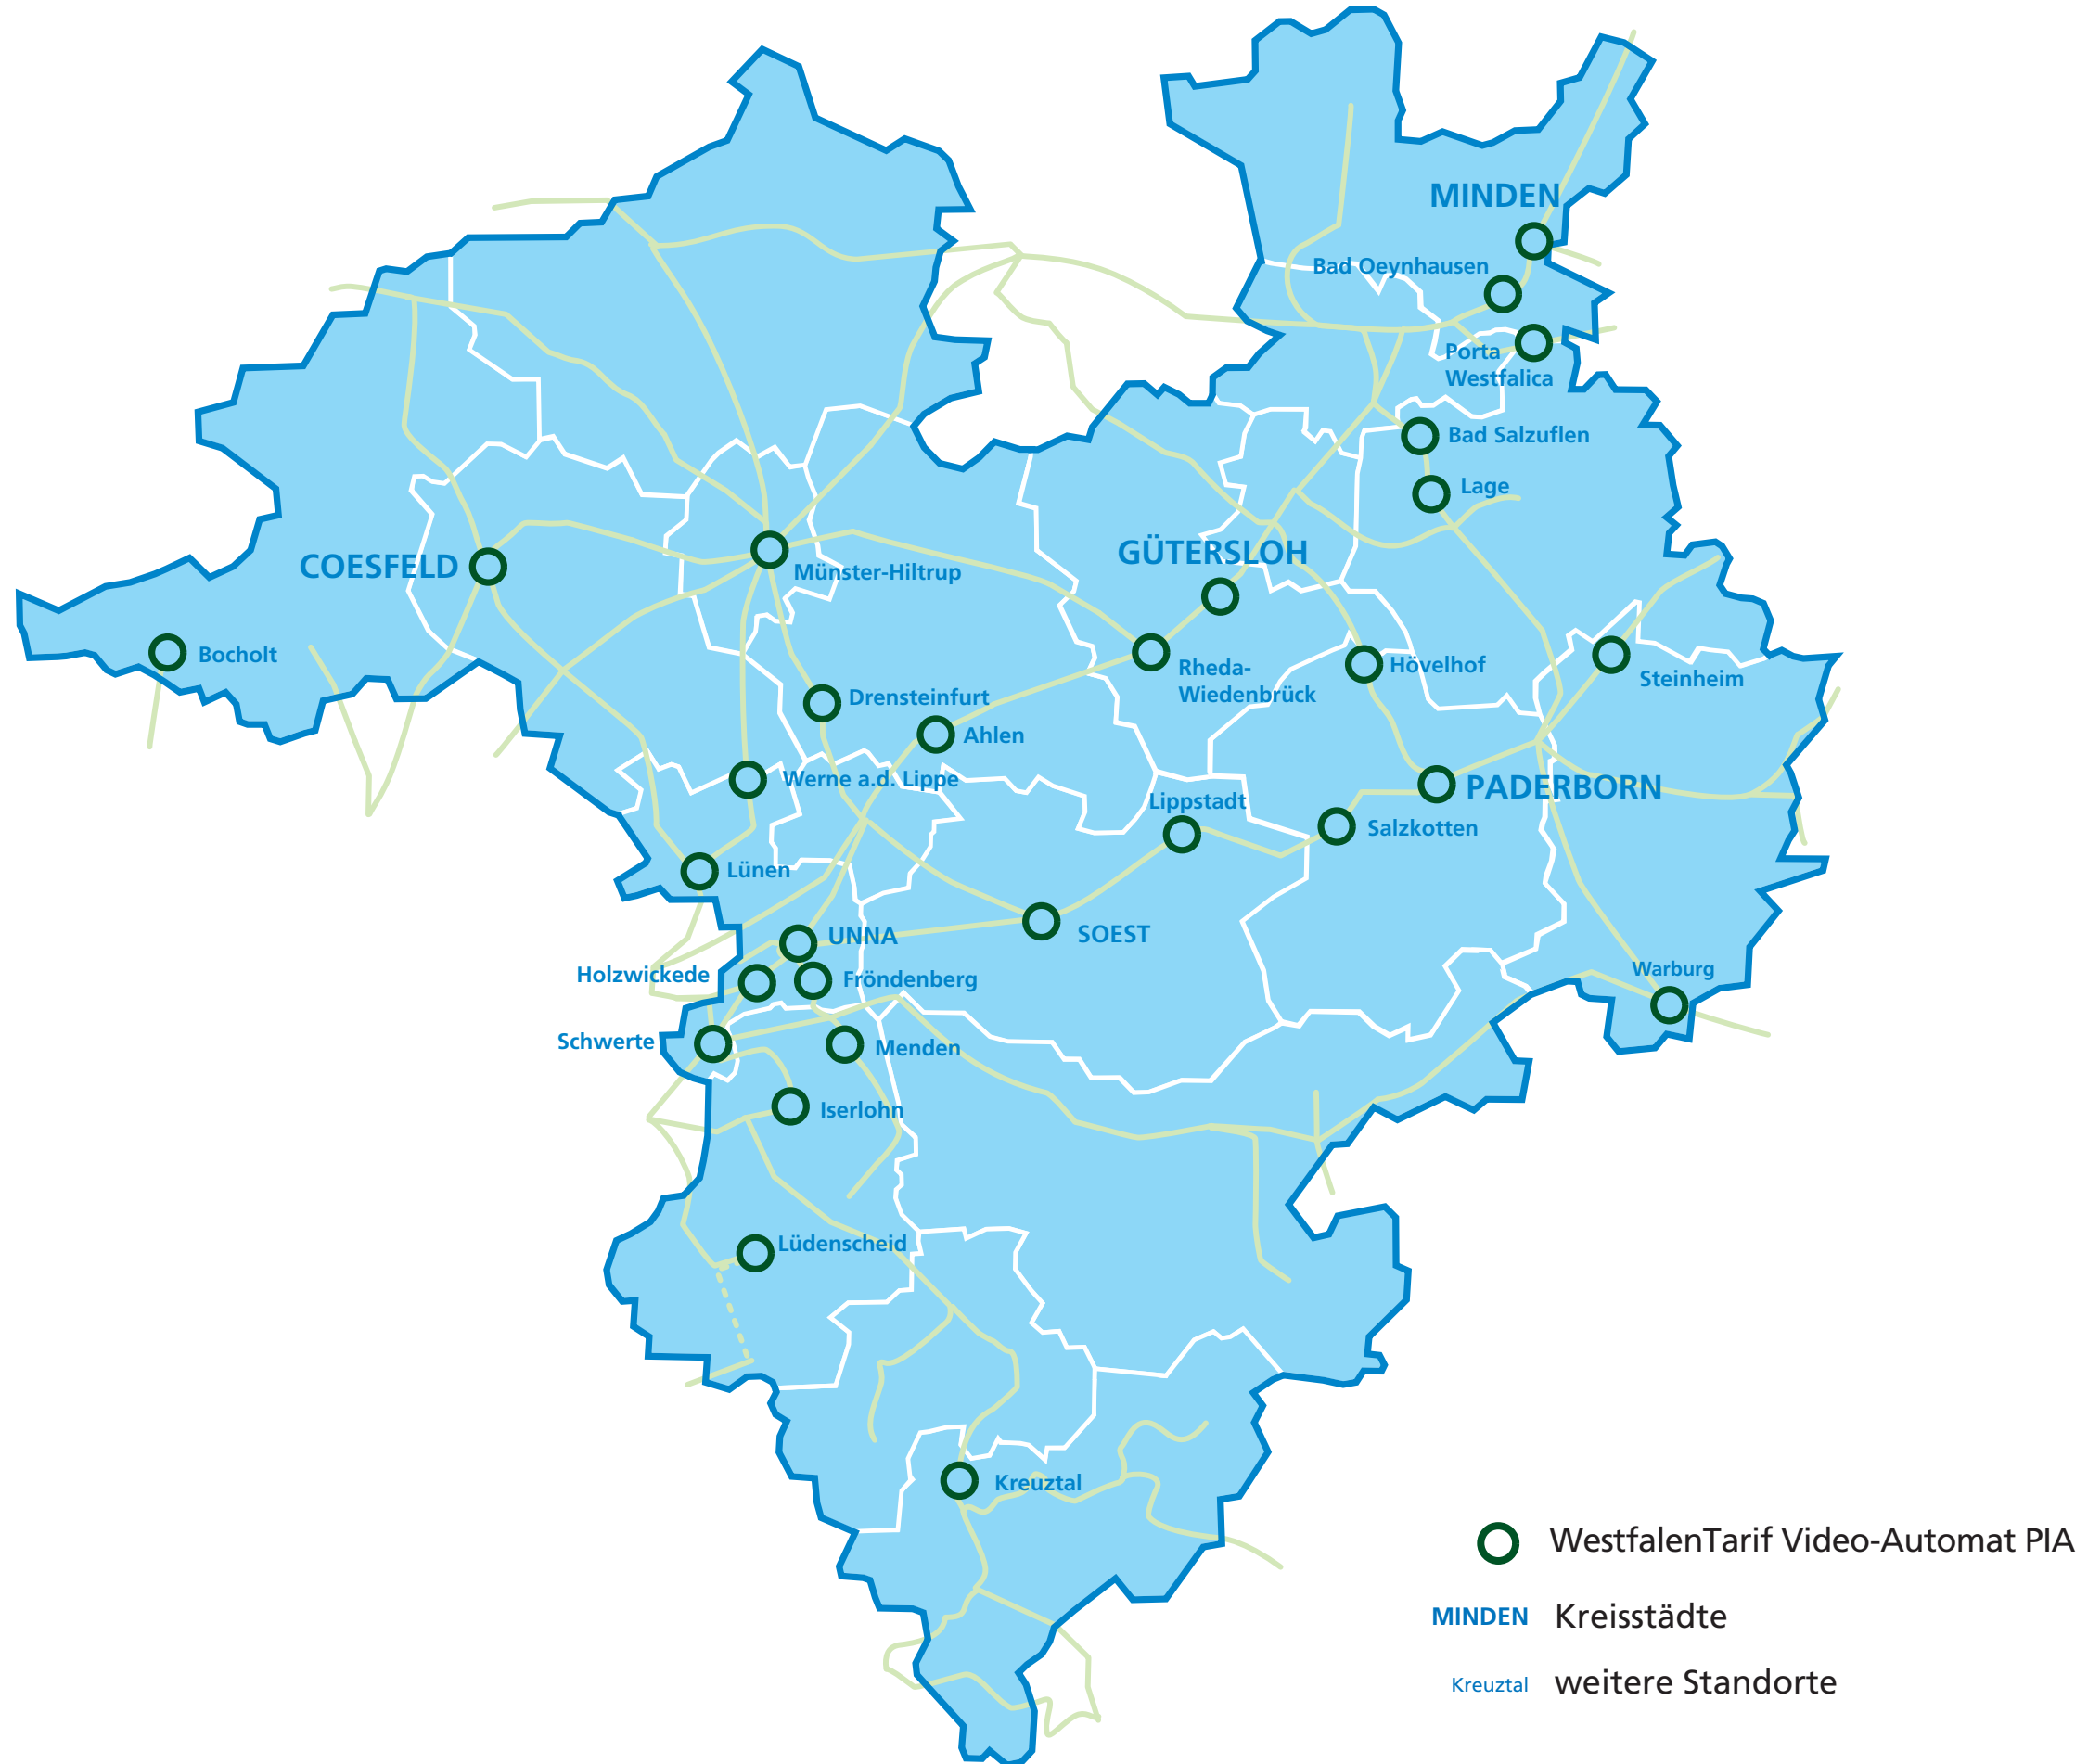 MINDEN
Bad Oeynhausen
Porta
Westfalica
Bad Salzuflen
Lage
GÜTERSLOH
COESFELD
Münster-Hiltrup
Bocholt
Rheda-
Wiedenbrück
Hövelhof
Steinheim
Drensteinfurt
Ahlen
Werne a.d. Lippe
PADERBORN
Lippstadt
Salzkotten
Lünen
UNNA
SOEST
Holzwickede
Fröndenberg
Warburg
Schwerte
Menden
Iserlohn
Lüdenscheid
Kreuztal
WestfalenTarif Video-Automat PIA
MINDEN Kreisstädte
Kreuztal weitere Standorte